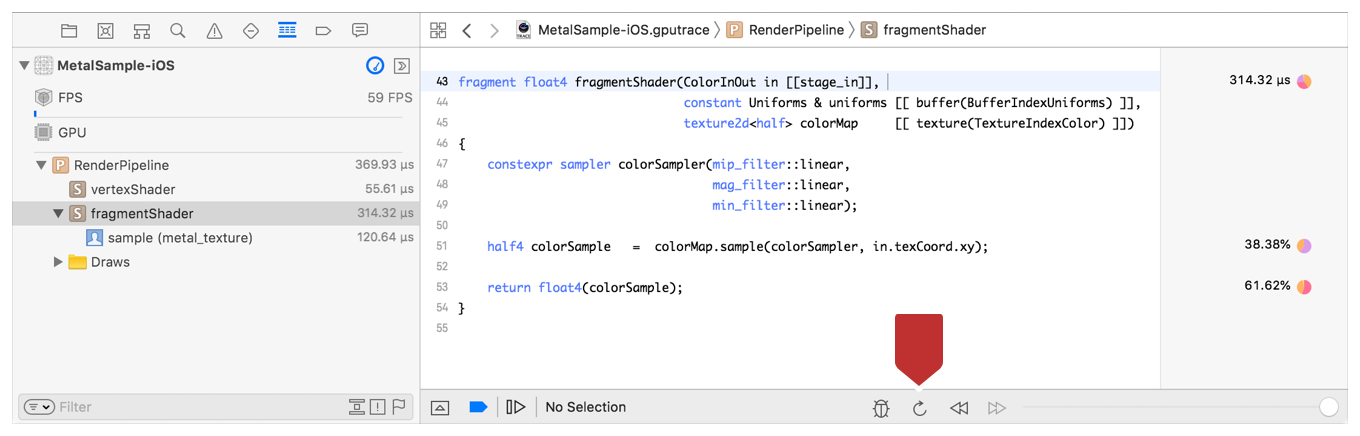 MetalSample-iOS
FPS 59 FPS
GPU
P RenderPipeline 369.93 µs
S vertexShader 55.61 µs
S fragmentShader 314.32 µs
sample (metal_texture) 120.64 µs
Draws
Filter
TRACE MetalSample-iOS.gputrace 〉 P RenderPipeline 〉 S fragmentShader
43 fragment float4 fragmentShader(ColorInOut in [[stage_in]], 314.32 µs
44 constant Uniforms & uniforms [[ buffer(BufferIndexUniforms) ]],
45 texture2d<half> colorMap [[ texture(TextureIndexColor) ]])
46 {
47 constexpr sampler colorSampler(mip_filter::linear,
48 mag_filter::linear,
49 min_filter::linear);
50
51 half4 colorSample = colorMap.sample(colorSampler, in.texCoord.xy); 38.38%
52
53 return float4(colorSample); 61.62%
54 }
55
No Selection